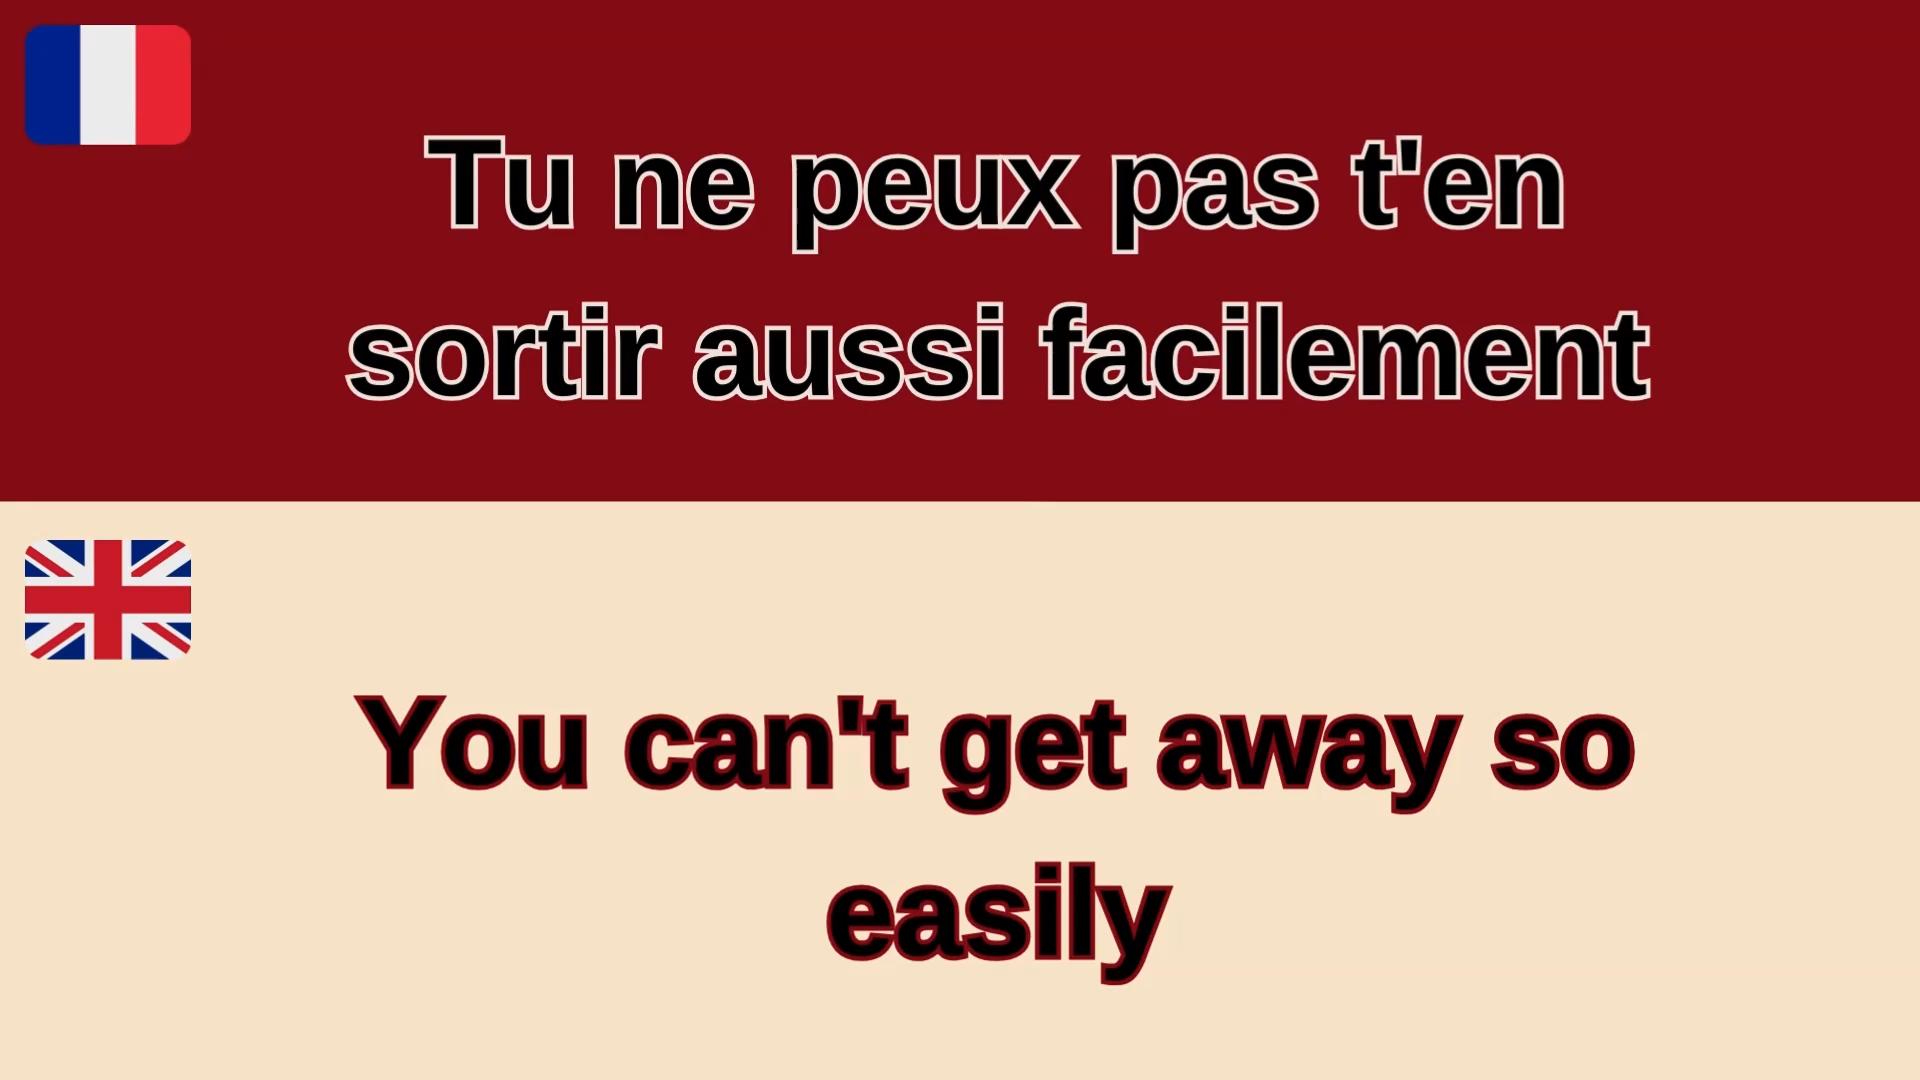 Tu ne peux pas t'en
sortir aussi facilement
You can't get away so
easily